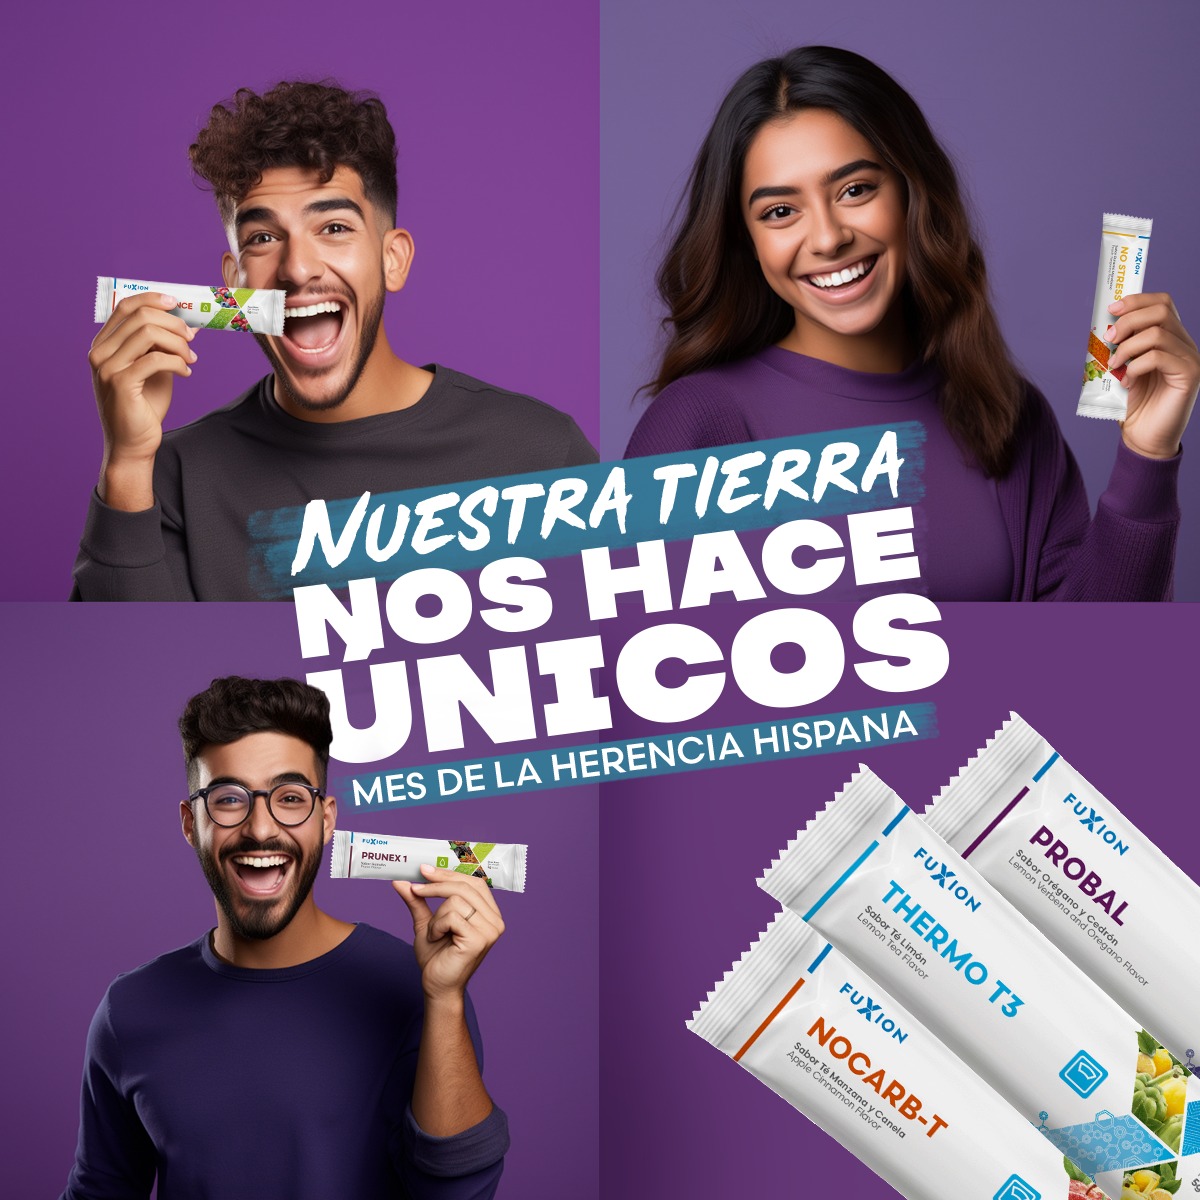 FUXION
NCE
FUXION
NO STRESS
NUESTRA TIERRA
NOS HACE
ÚNICOS
MES DE LA HERENCIA HISPANA
FUXION
PRUNEX 1
FUXION
PROBAL
Sabor Orégano y Cedrón
Lemon Verbena and Oregano Flavor
FUXION
THERMO T3
Sabor Té Limón
Lemon Tea Flavor
FUXION
NOCARB-T
Sabor Té Manzana y Canela
Apple Cinnamon Flavor